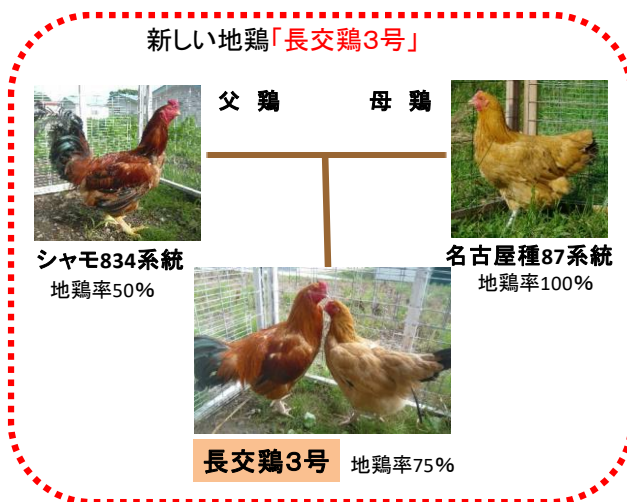 新しい地鶏「長交鶏3号」
父 鶏
母 鶏
シャモ834系統
地鶏率50%
名古屋種87系統
地鶏率100%
長交鶏3号
地鶏率75%